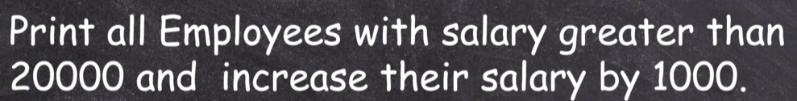 Print all Employees with salary greater than
20000 and  increase their salary by 1000.